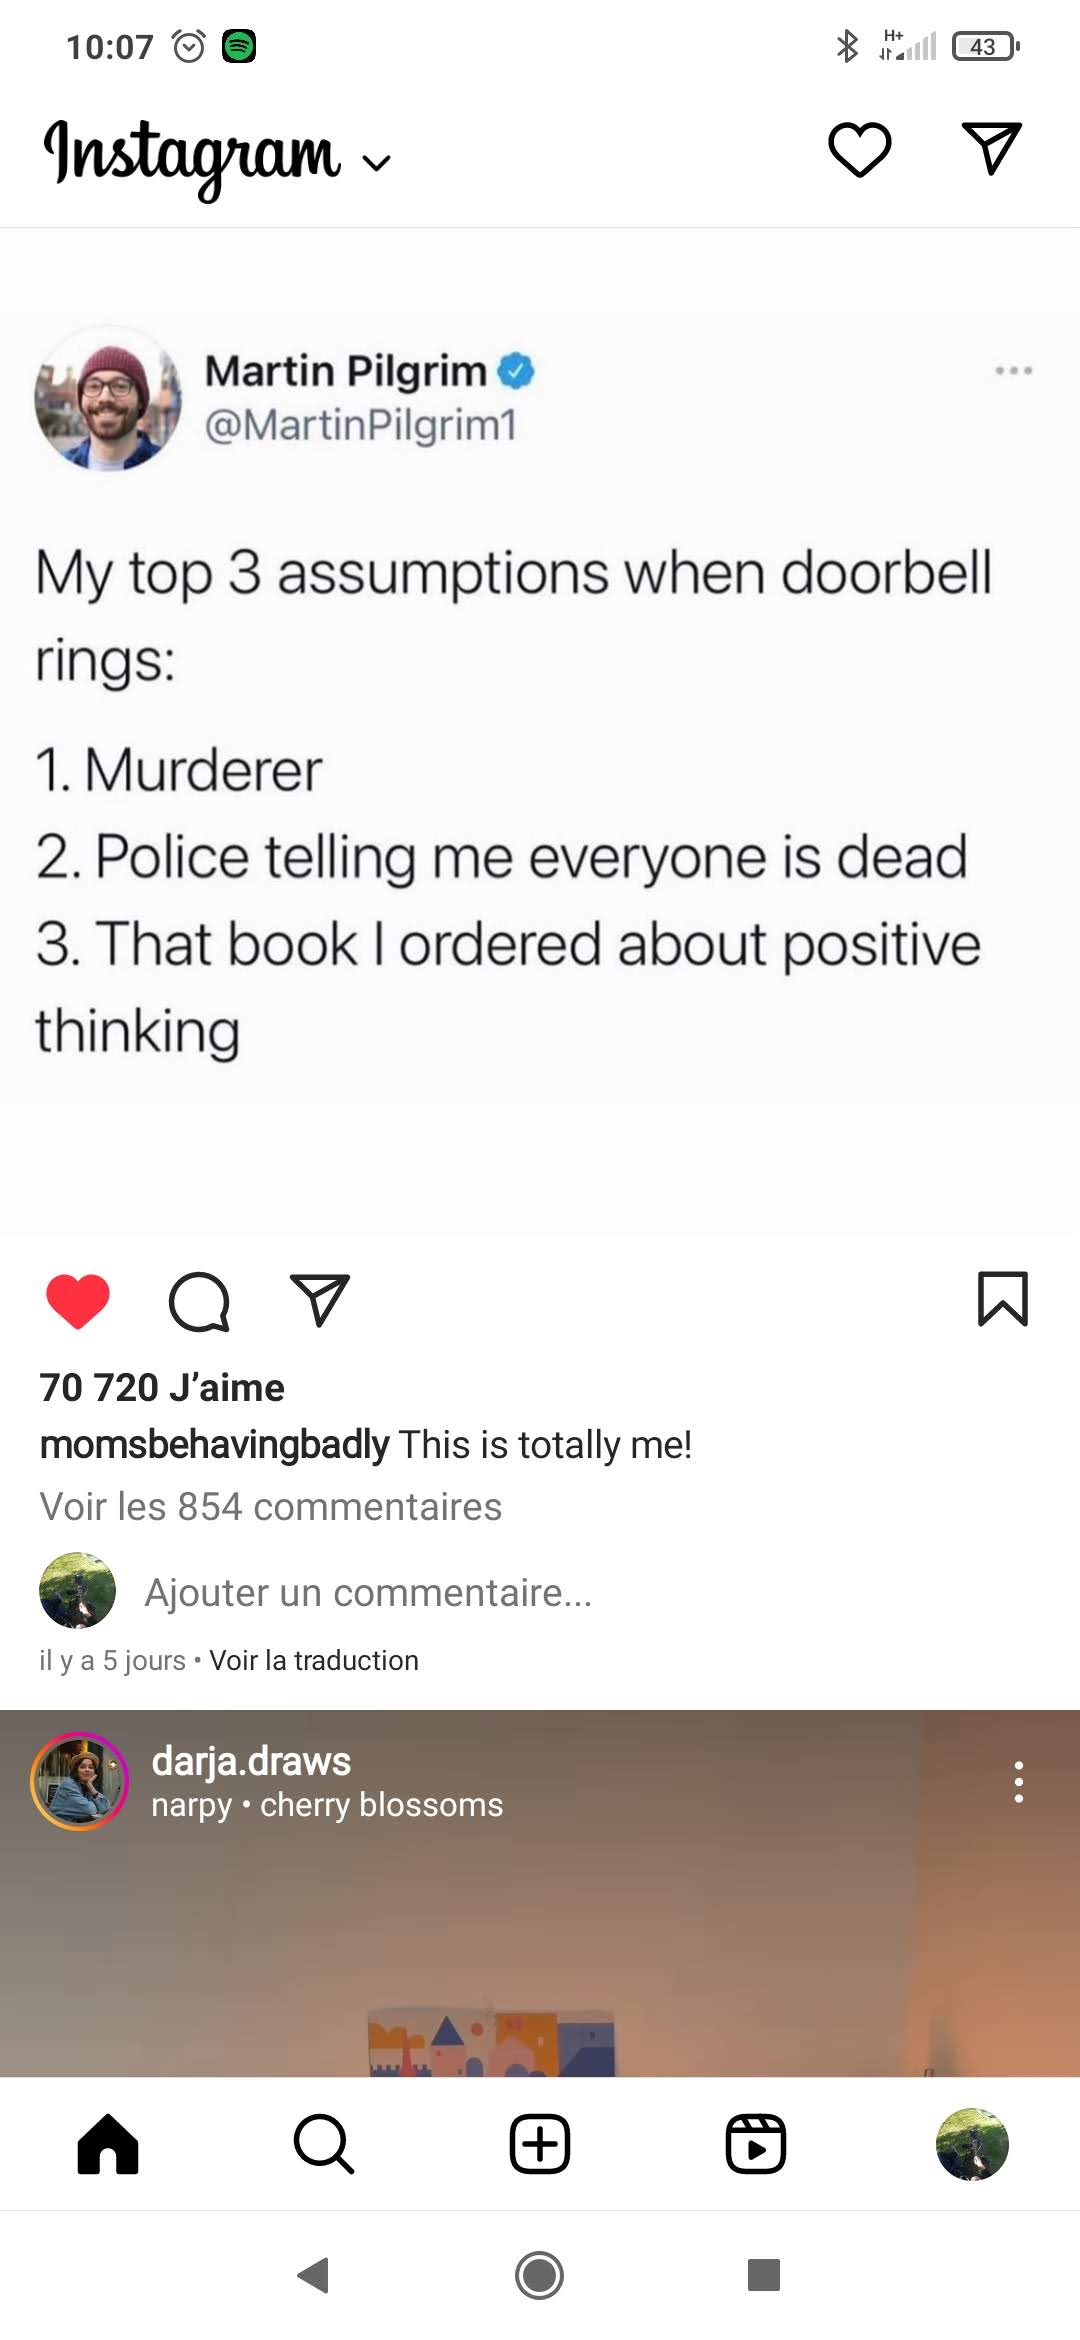 10:07
H+
43
Instagram
Martin Pilgrim
@MartinPilgrim1
My top 3 assumptions when doorbell
rings:
1. Murderer
2. Police telling me everyone is dead
3. That book I ordered about positive
thinking
70 720 J’aime
momsbehavingbadly This is totally me!
Voir les 854 commentaires
Ajouter un commentaire...
il y a 5 jours • Voir la traduction
darja.draws
narpy • cherry blossoms